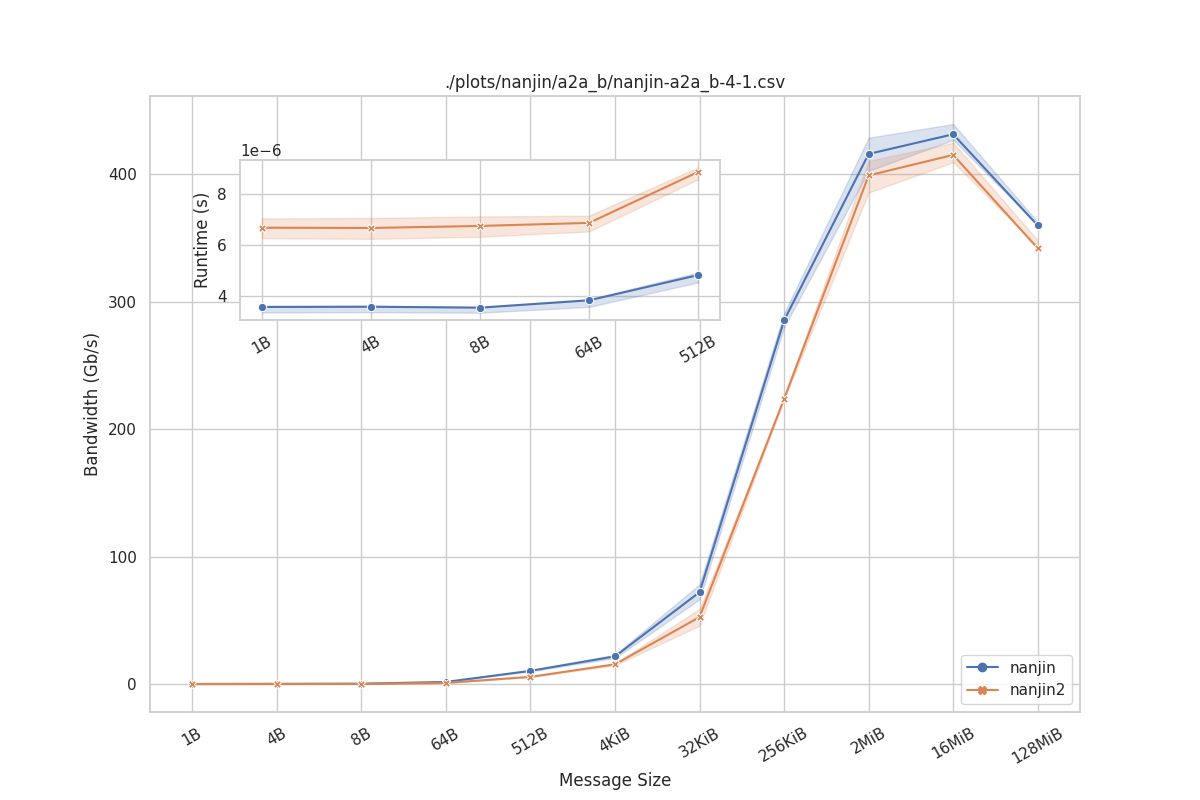 ./plots/nanjin/a2a_b/nanjin-a2a_b-4-1.csv
1e−6
8
6
4
Runtime (s)
1B
4B
8B
64B
512B
400
300
200
100
0
Bandwidth (Gb/s)
nanjin
nanjin2
1B
4B
8B
64B
512B
4KiB
32KiB
256KiB
2MiB
16MiB
128MiB
Message Size